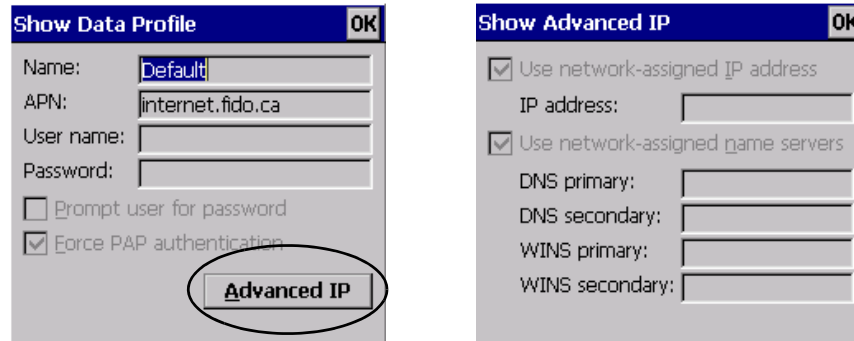 Show Data Profile OK
Name: Default
APN: internet.fido.ca
User name:
Password:
Prompt user for password
Force PAP authentication
Advanced IP
Show Advanced IP OK
Use network-assigned IP address
IP address:
Use network-assigned name servers
DNS primary:
DNS secondary:
WINS primary:
WINS secondary: